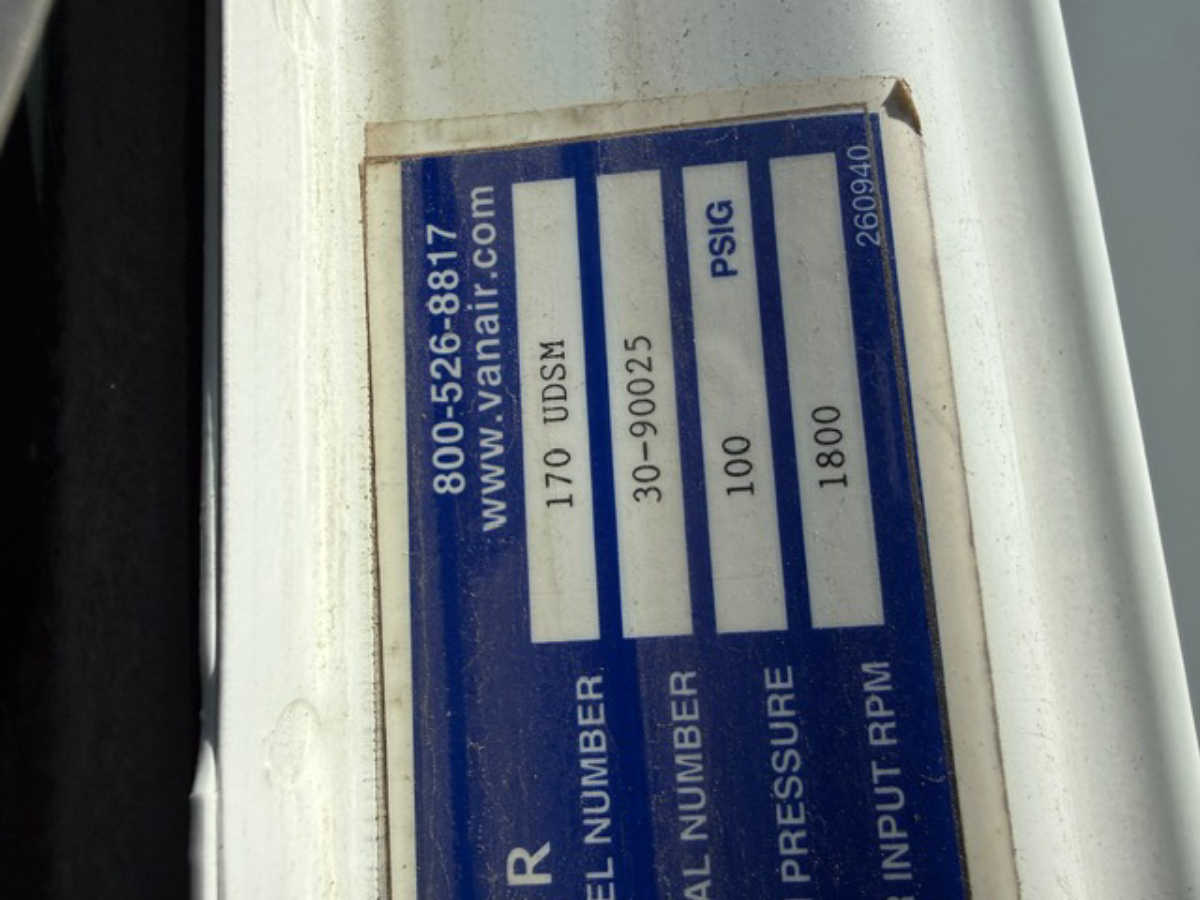 800-526-8817
R www.vanair.com
EL NUMBER 170 UDSM
AL NUMBER 30-90025
PRESSURE 100 PSIG
INPUT RPM 1800
260940